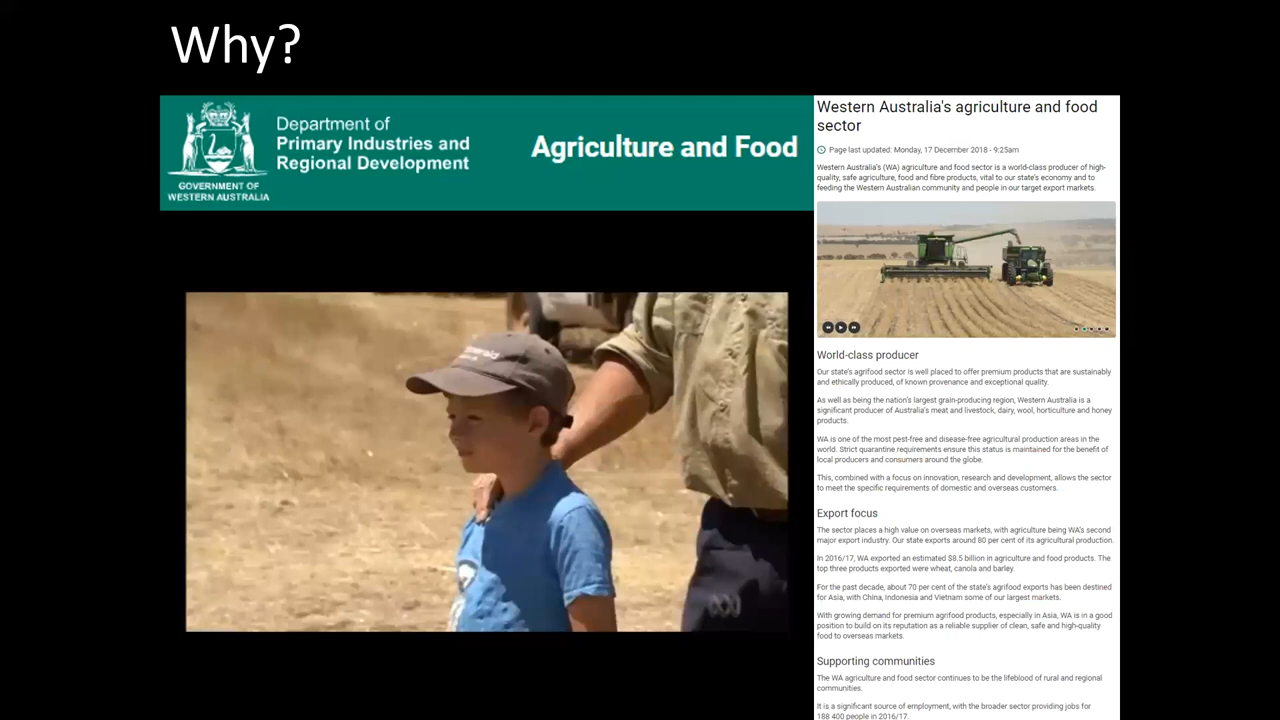 Why?
Department of
Primary Industries and
Regional Development
GOVERNMENT OF
WESTERN AUSTRALIA
Agriculture and Food
Western Australia's agriculture and food
sector
Page last updated: Monday, 17 December 2018 - 9:25am
Western Australia's (WA) agriculture and food sector is a world-class producer of high-
quality, safe agriculture, food and fibre products, vital to our state's economy and to
feeding the Western Australian community and people in our target export markets.
World-class producer
Our state's agrifood sector is well placed to offer premium products that are sustainably
and ethically produced, of known provenance and exceptional quality.
As well as being the nation's largest grain-producing region, Western Australia is a
significant producer of Australia's meat and livestock, dairy, wool, horticulture and honey
products.
WA is one of the most pest-free and disease-free agricultural production areas in the
world. Strict quarantine requirements ensure this status is maintained for the benefit of
local producers and consumers around the globe.
This, combined with a focus on innovation, research and development, allows the sector
to meet the specific requirements of domestic and overseas customers.
Export focus
The sector places a high value on overseas markets, with agriculture being WA's second
major export industry. Our state exports around 80 per cent of its agricultural production.
In 2016/17, WA exported an estimated $8.5 billion in agriculture and food products. The
top three products exported were wheat, canola and barley.
For the past decade, about 70 per cent of the state's agrifood exports has been destined
for Asia, with China, Indonesia and Vietnam some of our largest markets.
With growing demand for premium agrifood products, especially in Asia, WA is in a good
position to build on its reputation as a reliable supplier of clean, safe and high-quality
food to overseas markets.
Supporting communities
The WA agriculture and food sector continues to be the lifeblood of rural and regional
communities.
It is a significant source of employment, with the broader sector providing jobs for
188 400 people in 2016/17.